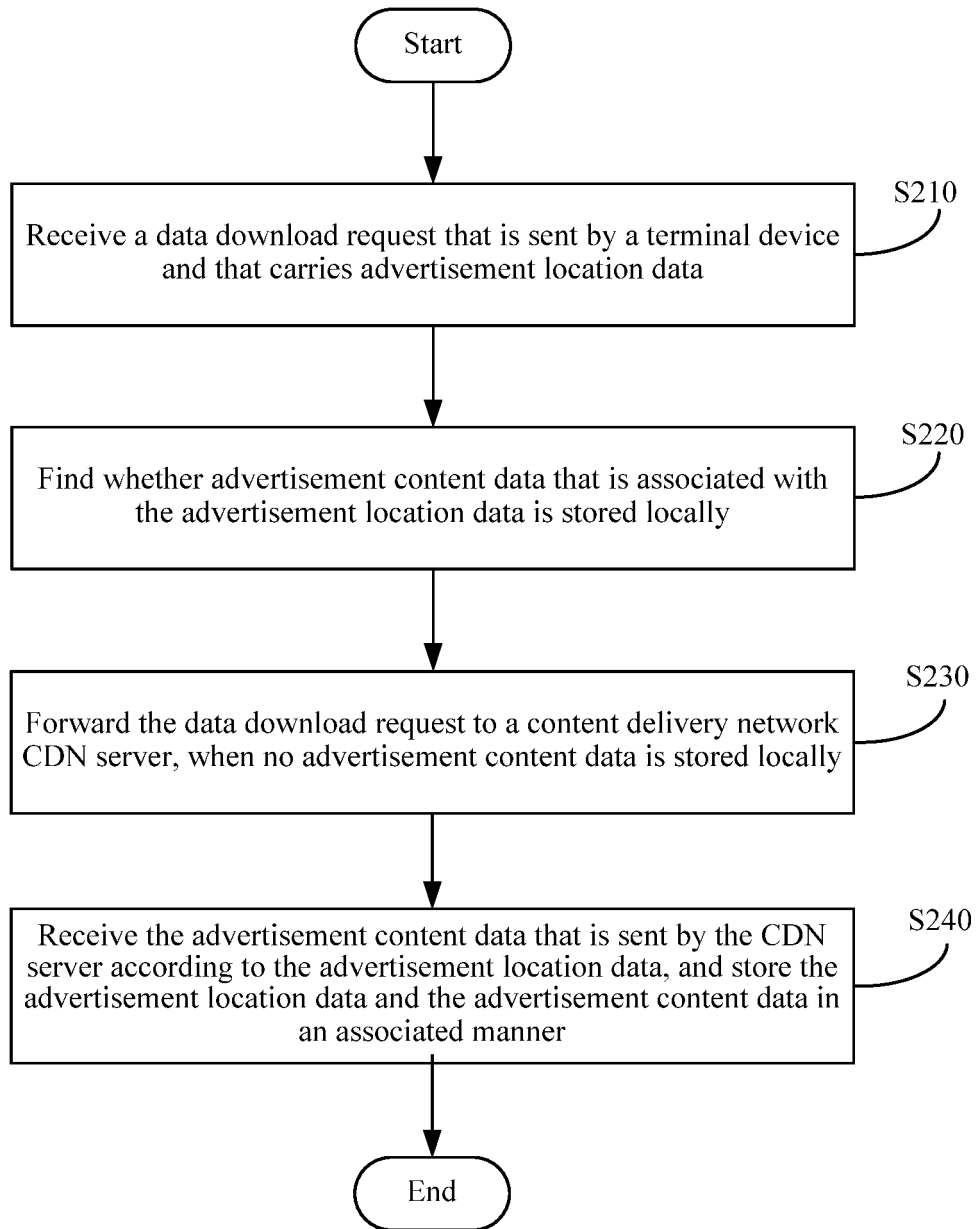 Start
S210
Receive a data download request that is sent by a terminal device
and that carries advertisement location data
S220
Find whether advertisement content data that is associated with
the advertisement location data is stored locally
S230
Forward the data download request to a content delivery network
CDN server, when no advertisement content data is stored locally
S240
Receive the advertisement content data that is sent by the CDN
server according to the advertisement location data, and store the
advertisement location data and the advertisement content data in
an associated manner
End